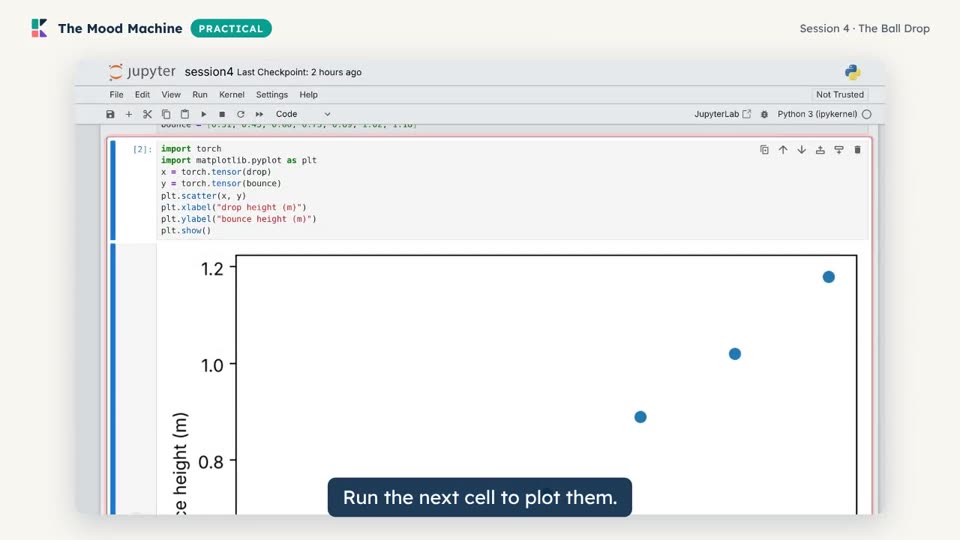 The Mood Machine PRACTICAL
Session 4 · The Ball Drop
jupyter session4 Last Checkpoint: 2 hours ago
File Edit View Run Kernel Settings Help
Not Trusted
Code
JupyterLab
Python 3 (ipykernel)
[2]:
import torch
import matplotlib.pyplot as plt
x = torch.tensor(drop)
y = torch.tensor(bounce)
plt.scatter(x, y)
plt.xlabel("drop height (m)")
plt.ylabel("bounce height (m)")
plt.show()
1.2
1.0
0.8
ce height (m)
Run the next cell to plot them.